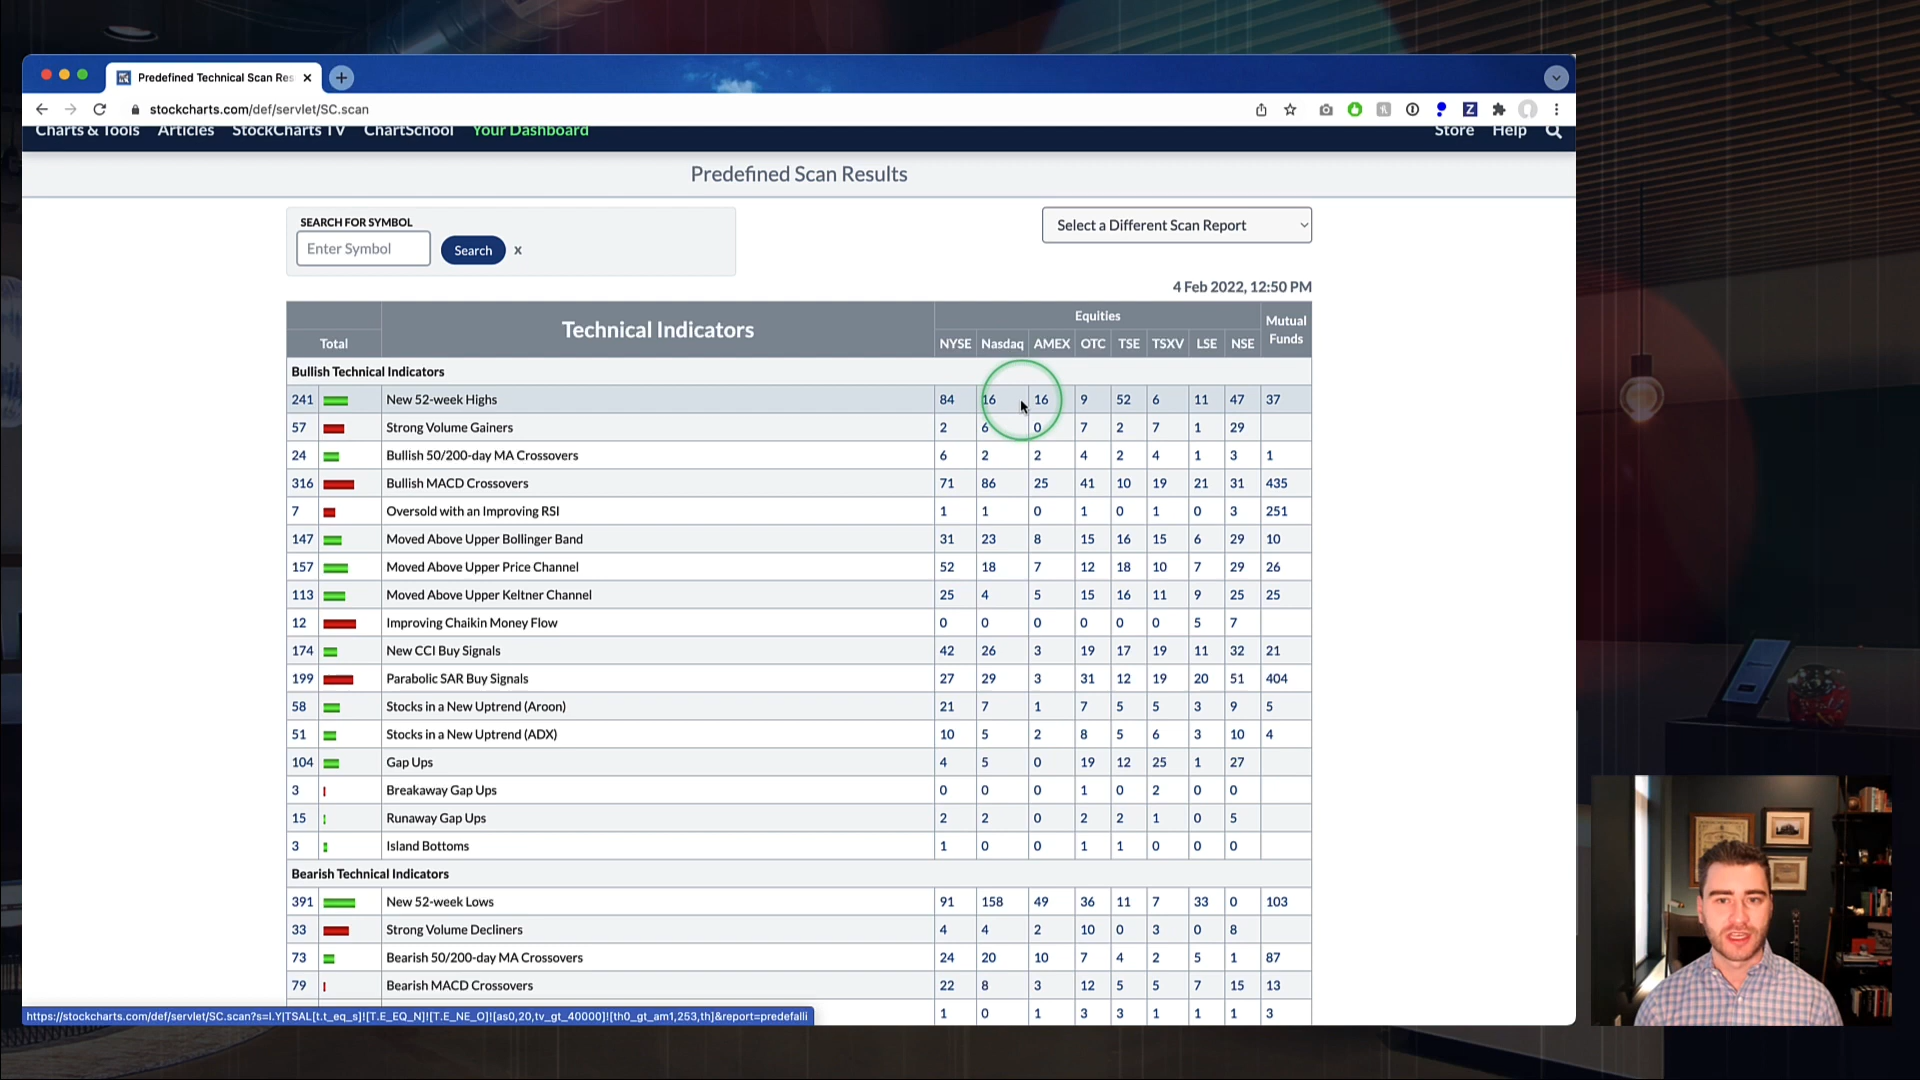 Predefined Technical Scan Res
stockcharts.com/def/servlet/SC.scan
Charts & Tools Articles StockCharts TV ChartSchool Your Dashboard Store Help
Predefined Scan Results
SEARCH FOR SYMBOL
Enter Symbol Search x
Select a Different Scan Report
4 Feb 2022, 12:50 PM
Total Technical Indicators Equities Mutual Funds
NYSE Nasdaq AMEX OTC TSE TSXV LSE NSE
Bullish Technical Indicators
241 New 52-week Highs 84 16 16 9 52 6 11 47 37
57 Strong Volume Gainers 2 6 0 7 2 7 1 29
24 Bullish 50/200-day MA Crossovers 6 2 2 4 2 4 1 3 1
316 Bullish MACD Crossovers 71 86 25 41 10 19 21 31 435
7 Oversold with an Improving RSI 1 1 0 1 0 1 0 3 251
147 Moved Above Upper Bollinger Band 31 23 8 15 16 15 6 29 10
157 Moved Above Upper Price Channel 52 18 7 12 18 10 7 29 26
113 Moved Above Upper Keltner Channel 25 4 5 15 16 11 9 25 25
12 Improving Chaikin Money Flow 0 0 0 0 0 0 5 7
174 New CCI Buy Signals 42 26 3 19 17 19 11 32 21
199 Parabolic SAR Buy Signals 27 29 3 31 12 19 20 51 404
58 Stocks in a New Uptrend (Aroon) 21 7 1 7 5 5 3 9 5
51 Stocks in a New Uptrend (ADX) 10 5 2 8 5 6 3 10 4
104 Gap Ups 4 5 0 19 12 25 1 27
3 Breakaway Gap Ups 0 0 0 1 0 2 0 0
15 Runaway Gap Ups 2 2 0 2 2 1 0 5
3 Island Bottoms 1 0 0 1 1 0 0 0
Bearish Technical Indicators
391 New 52-week Lows 91 158 49 36 11 7 33 0 103
33 Strong Volume Decliners 4 4 2 10 0 3 0 8
73 Bearish 50/200-day MA Crossovers 24 20 10 7 4 2 5 1 87
79 Bearish MACD Crossovers 22 8 3 12 5 5 7 15 13
1 0 1 3 3 1 1 1 3
https://stockcharts.com/def/servlet/SC.scan?s=I.Y|TSAL[t.t_eq_s]![T.E_EQ_N]![T.E_NE_O]![as0,20,tv_gt_40000]![th0_gt_am1,253,th]&report=predefalli